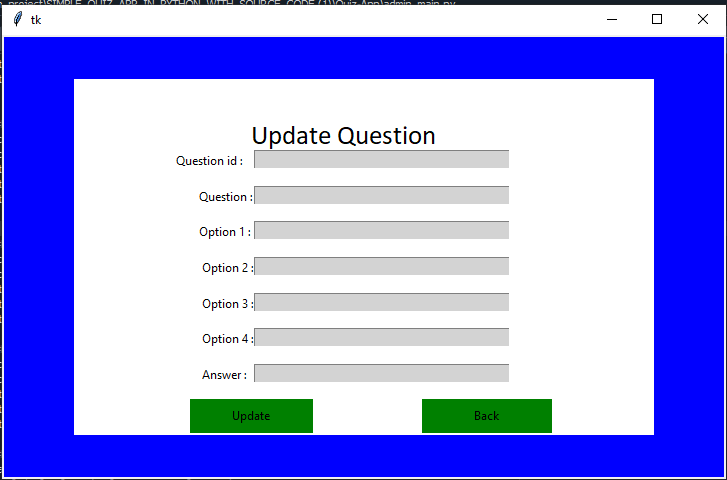 project\SIMPLE_QUIZ_APP_IN_PYTHON_WITH_SOURCE_CODE (1)\Quiz-App\admin_main.py
tk
Update Question
Question id :
Question :
Option 1 :
Option 2 :
Option 3 :
Option 4 :
Answer :
Update Back